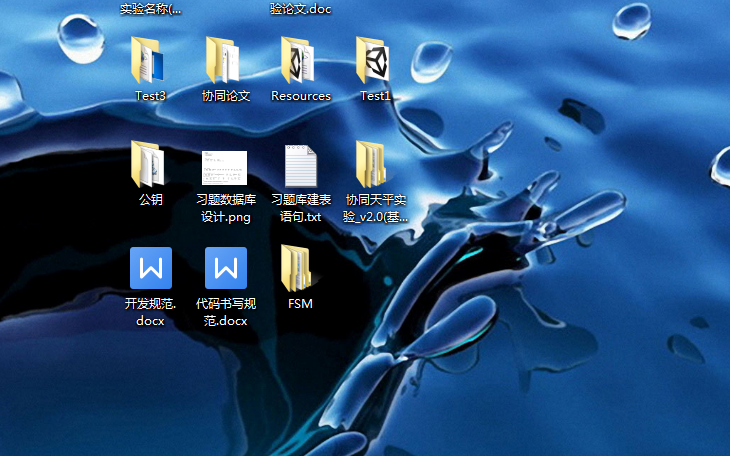 实验名称(...
验论文.doc
Test3
协同论文
Resources
Test1
公钥
习题数据库
设计.png
习题库建表
语句.txt
协同天平实
验_v2.0(基...
开发规范.
docx
代码书写规
范.docx
FSM